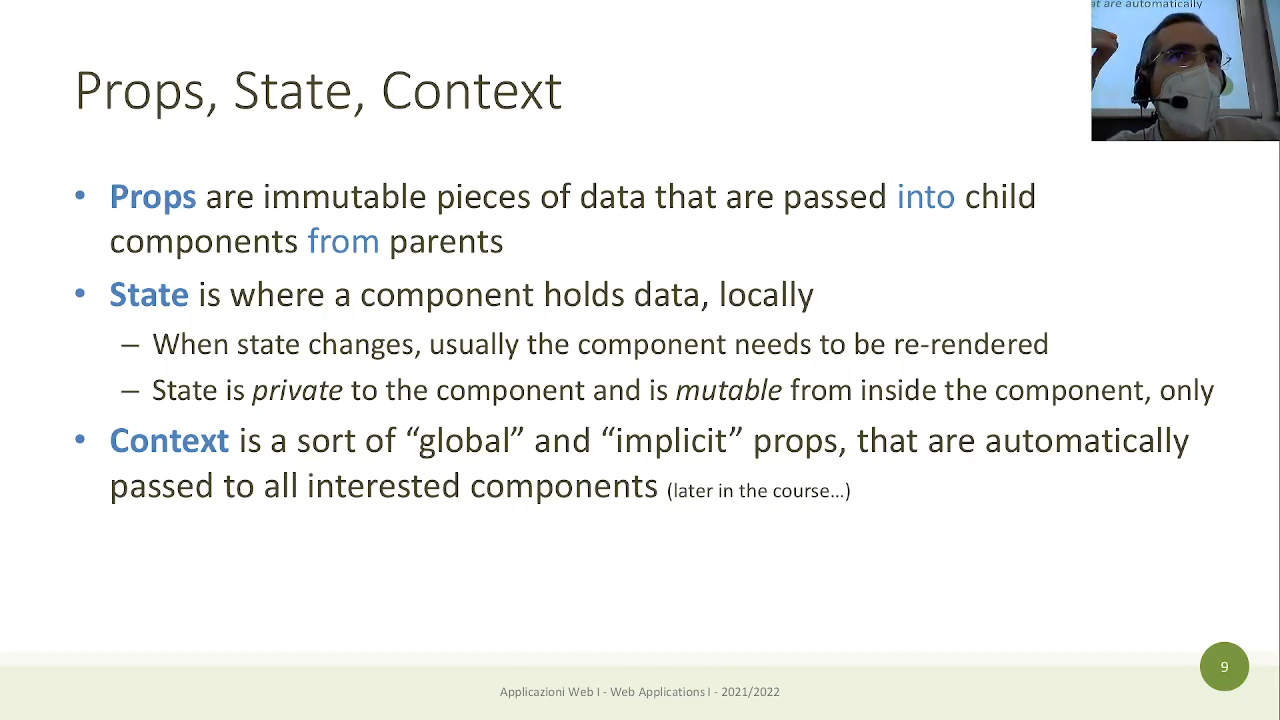 at are automatically
Props, State, Context
• Props are immutable pieces of data that are passed into child
components from parents
• State is where a component holds data, locally
– When state changes, usually the component needs to be re-rendered
– State is private to the component and is mutable from inside the component, only
• Context is a sort of “global” and “implicit” props, that are automatically
passed to all interested components (later in the course…)
9
Applicazioni Web I - Web Applications I - 2021/2022